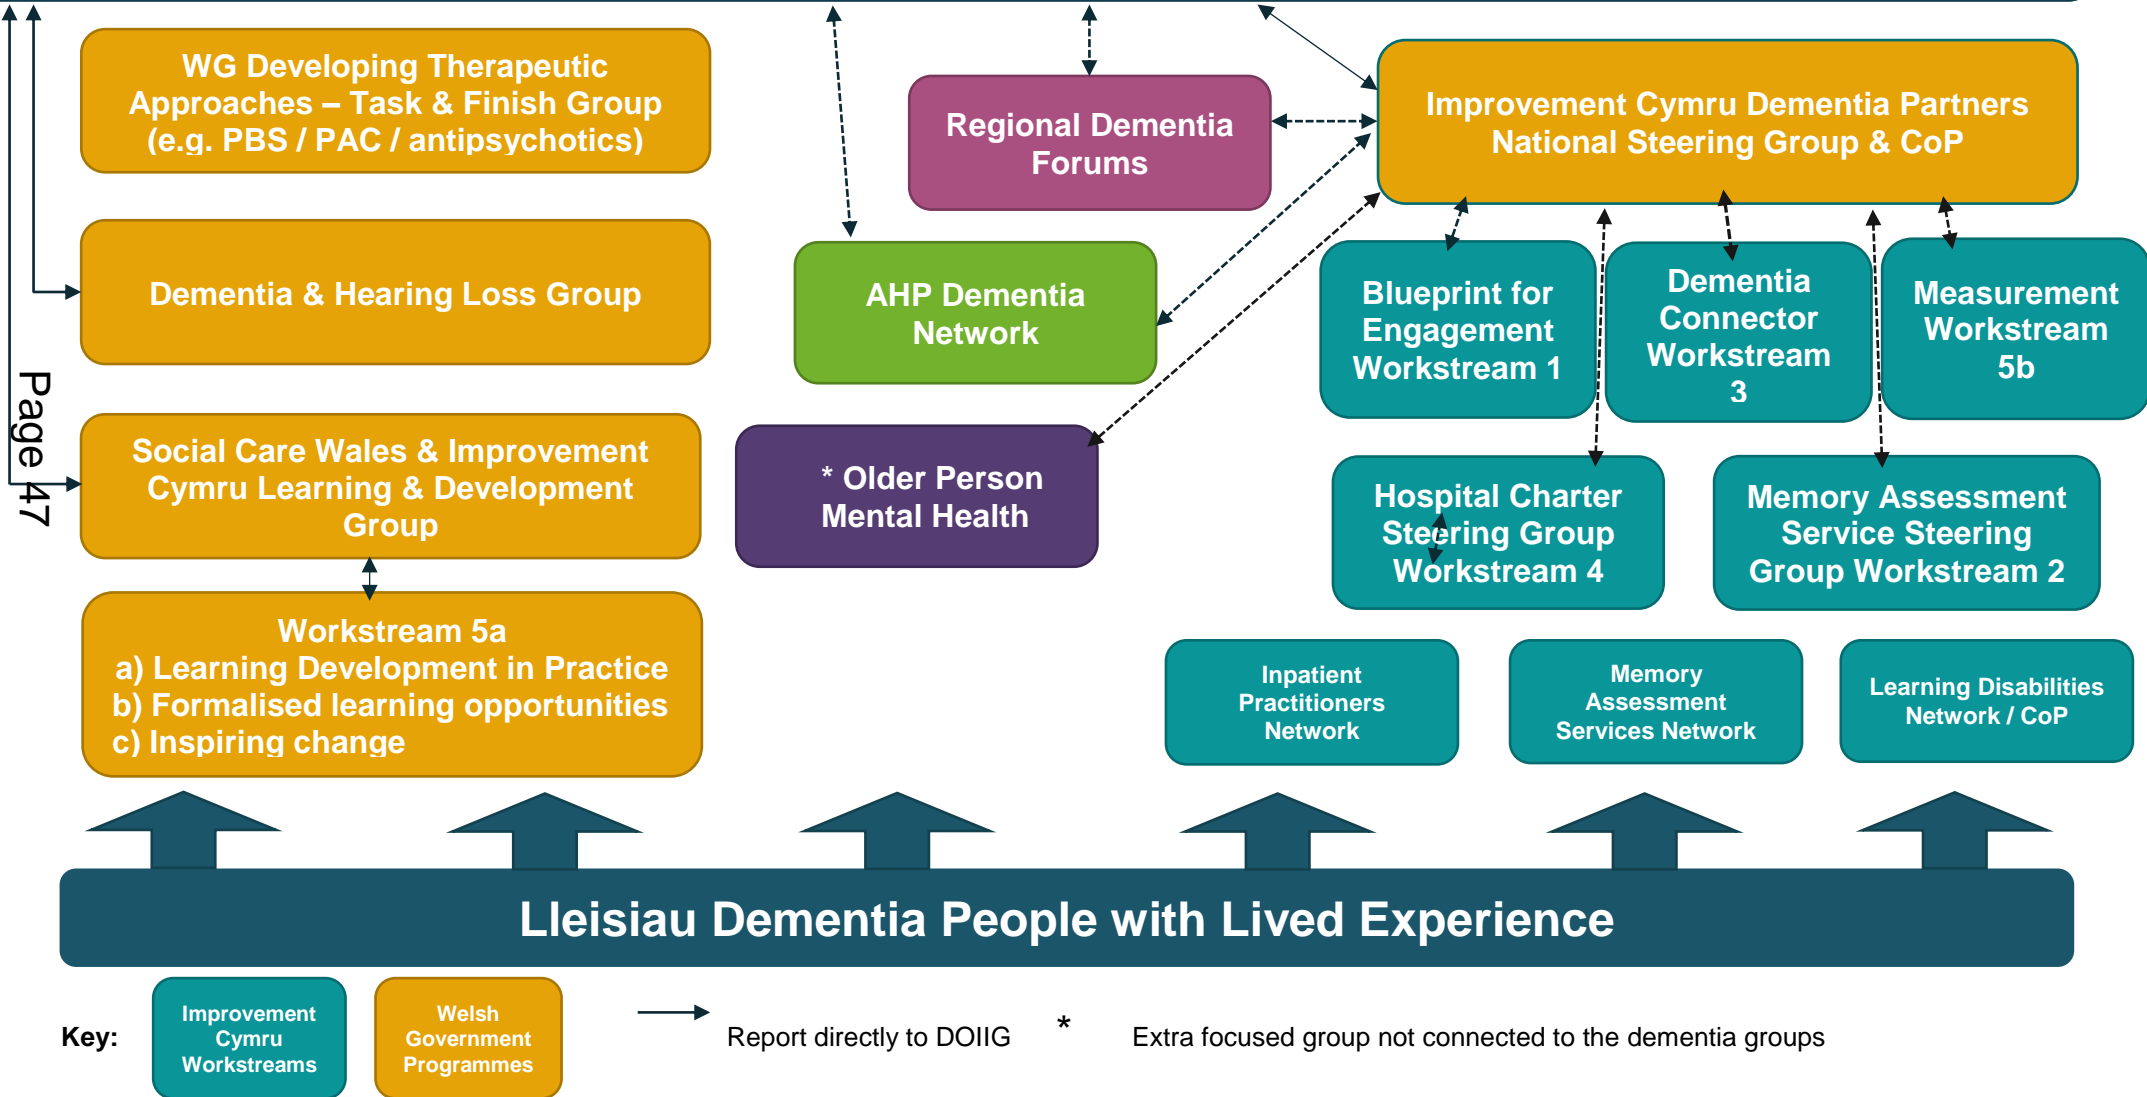 WG Developing Therapeutic
Approaches – Task & Finish Group
(e.g. PBS / PAC / antipsychotics)
Regional Dementia
Forums
Improvement Cymru Dementia Partners
National Steering Group & CoP
Dementia & Hearing Loss Group
AHP Dementia
Network
Blueprint for
Engagement
Workstream 1
Dementia
Connector
Workstream
3
Measurement
Workstream
5b
Page 47
Social Care Wales & Improvement
Cymru Learning & Development
Group
* Older Person
Mental Health
Hospital Charter
Steering Group
Workstream 4
Memory Assessment
Service Steering
Group Workstream 2
Workstream 5a
a) Learning Development in Practice
b) Formalised learning opportunities
c) Inspiring change
Inpatient
Practitioners
Network
Memory
Assessment
Services Network
Learning Disabilities
Network / CoP
Lleisiau Dementia People with Lived Experience
Key:
Improvement
Cymru
Workstreams
Welsh
Government
Programmes
Report directly to DOIIG
* Extra focused group not connected to the dementia groups